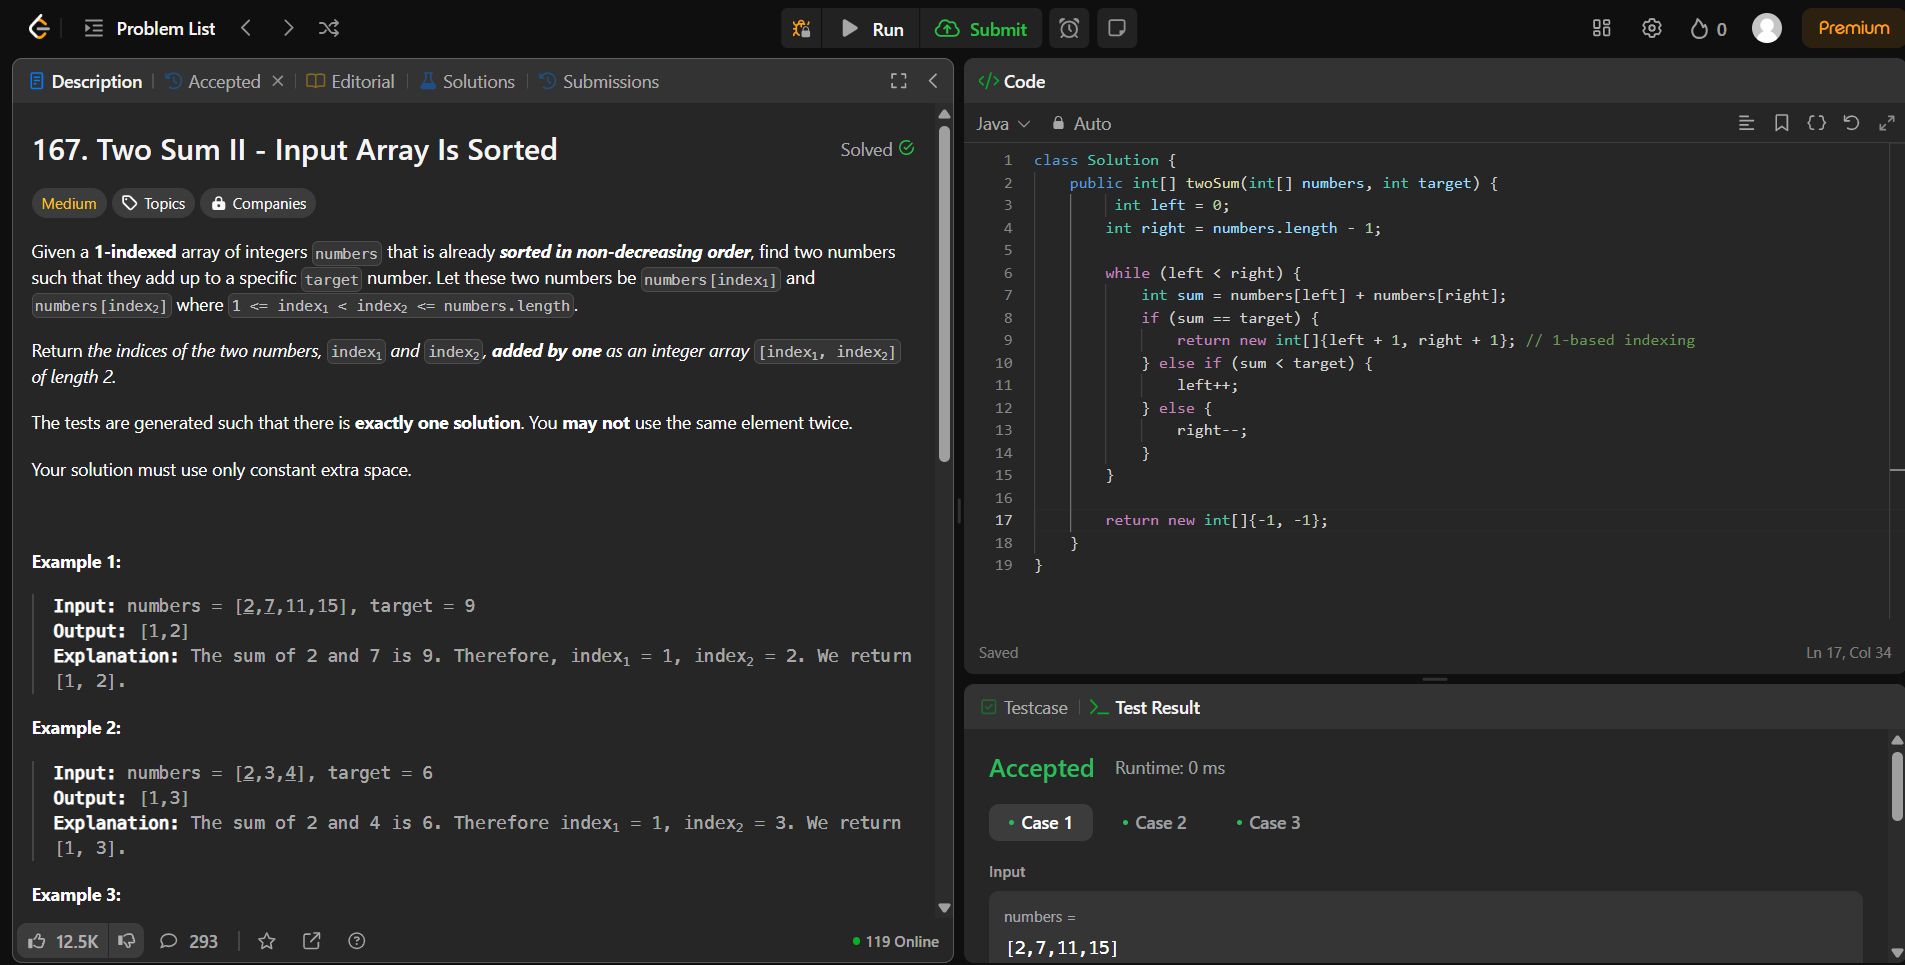 Problem List
Run
Submit
0
Premium
Description
Accepted
Editorial
Solutions
Submissions
167. Two Sum II - Input Array Is Sorted
Solved
Medium
Topics
Companies
Given a 1-indexed array of integers numbers that is already sorted in non-decreasing order, find two numbers
such that they add up to a specific target number. Let these two numbers be numbers[index₁] and
numbers[index₂] where 1 <= index₁ < index₂ <= numbers.length.
Return the indices of the two numbers, index₁ and index₂, added by one as an integer array [index₁, index₂]
of length 2.
The tests are generated such that there is exactly one solution. You may not use the same element twice.
Your solution must use only constant extra space.
Example 1:
Input: numbers = [2,7,11,15], target = 9
Output: [1,2]
Explanation: The sum of 2 and 7 is 9. Therefore, index₁ = 1, index₂ = 2. We return
[1, 2].
Example 2:
Input: numbers = [2,3,4], target = 6
Output: [1,3]
Explanation: The sum of 2 and 4 is 6. Therefore index₁ = 1, index₂ = 3. We return
[1, 3].
Example 3:
12.5K
293
119 Online
</> Code
Java
Auto
1 class Solution {
2     public int[] twoSum(int[] numbers, int target) {
3          int left = 0;
4         int right = numbers.length - 1;
5
6         while (left < right) {
7             int sum = numbers[left] + numbers[right];
8             if (sum == target) {
9                 return new int[]{left + 1, right + 1}; // 1-based indexing
10             } else if (sum < target) {
11                 left++;
12             } else {
13                 right--;
14             }
15         }
16
17         return new int[]{-1, -1};
18     }
19 }
Saved
Ln 17, Col 34
Testcase
Test Result
Accepted
Runtime: 0 ms
Case 1
Case 2
Case 3
Input
numbers =
[2,7,11,15]